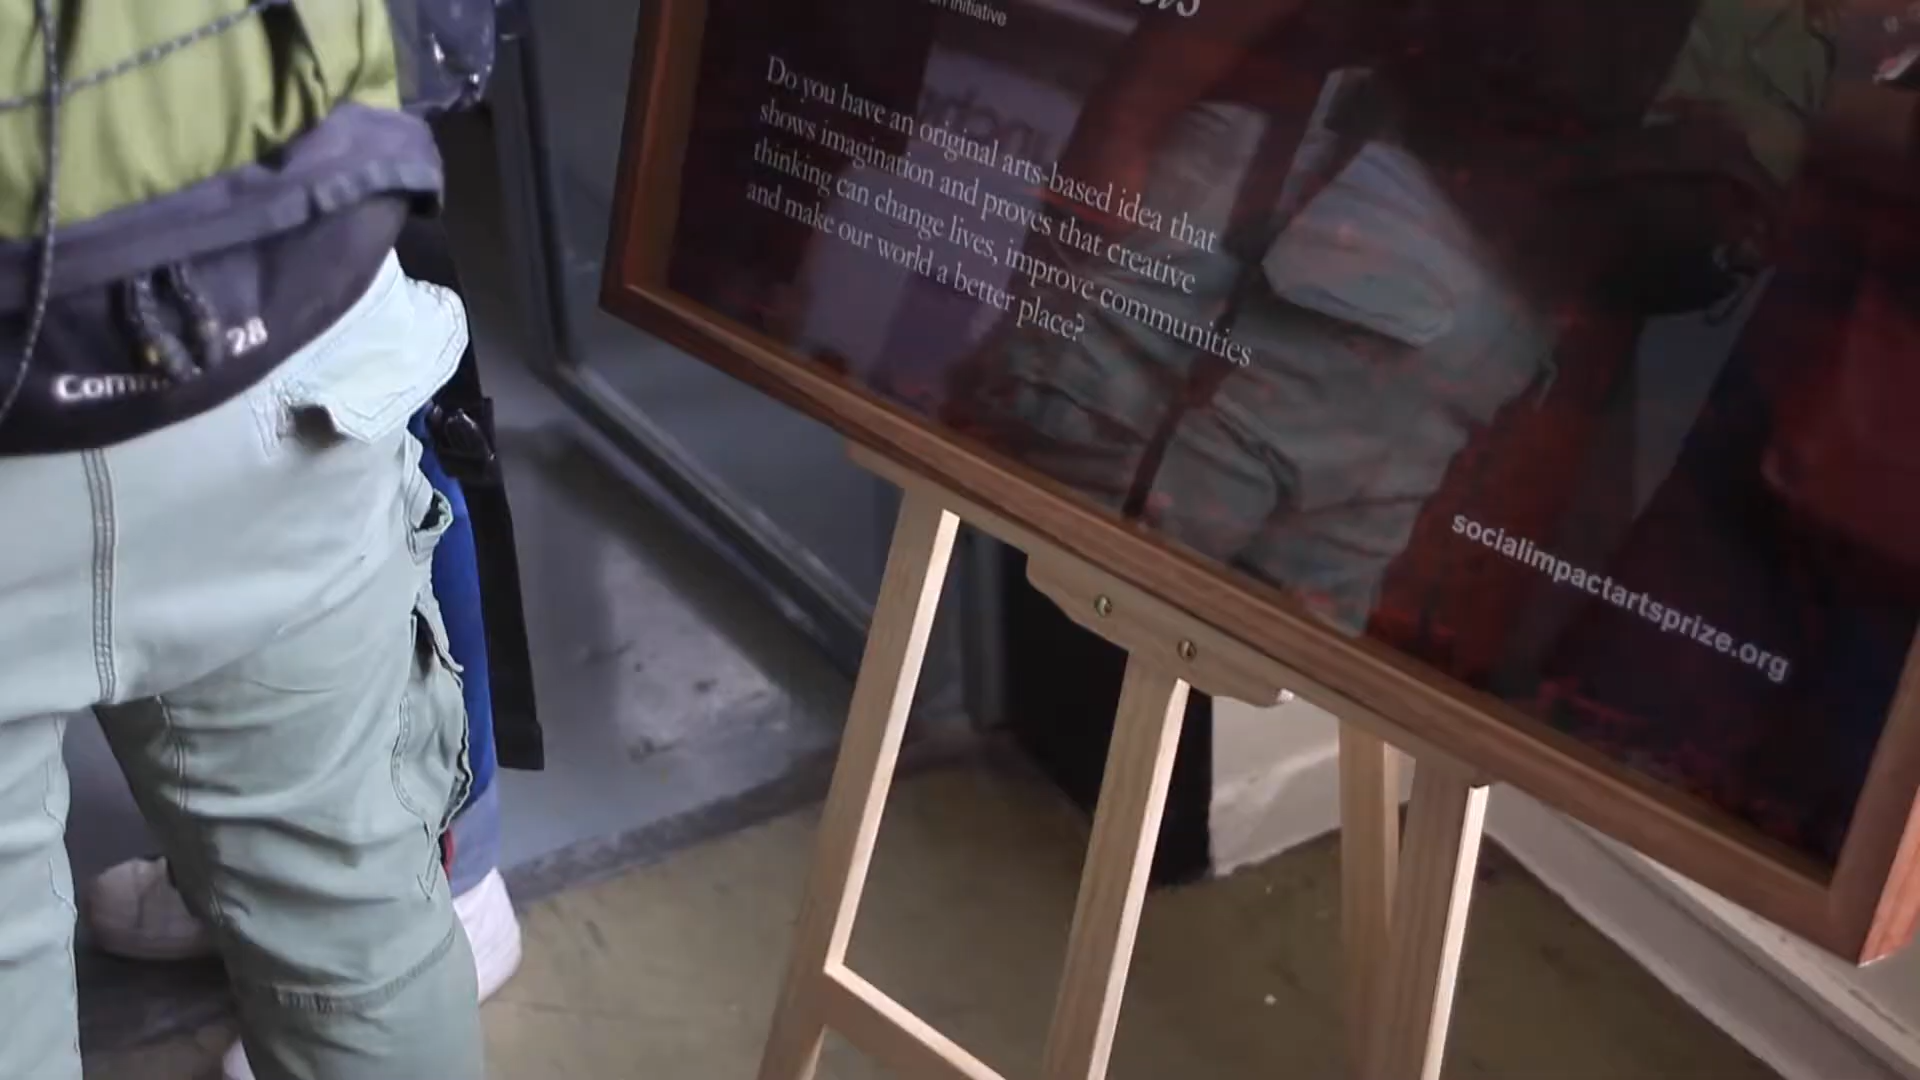 initiative
Do you have an original arts-based idea that
shows imagination and proves that creative
thinking can change lives, improve communities
and make our world a better place?
socialimpactartsprize.org
28